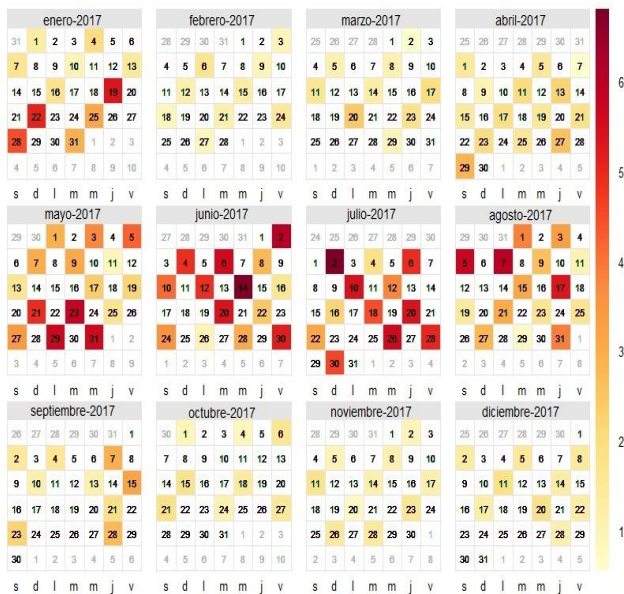 enero-2017
31 1 2 3 4 5 6
7 8 9 10 11 12 13
14 15 16 17 18 19 20
21 22 23 24 25 26 27
28 29 30 31 1 2 3
4 5 6 7 8 9 10
s d l m m j v
febrero-2017
28 29 30 31 1 2 3
4 5 6 7 8 9 10
11 12 13 14 15 16 17
18 19 20 21 22 23 24
25 26 27 28 1 2 3
4 5 6 7 8 9 10
s d l m m j v
marzo-2017
25 26 27 28 1 2 3
4 5 6 7 8 9 10
11 12 13 14 15 16 17
18 19 20 21 22 23 24
25 26 27 28 29 30 31
1 2 3 4 5 6 7
s d l m m j v
abril-2017
25 26 27 28 29 30 31
1 2 3 4 5 6 7
8 9 10 11 12 13 14
15 16 17 18 19 20 21
22 23 24 25 26 27 28
29 30 1 2 3 4 5
s d l m m j v
mayo-2017
29 30 1 2 3 4 5
6 7 8 9 10 11 12
13 14 15 16 17 18 19
20 21 22 23 24 25 26
27 28 29 30 31 1 2
3 4 5 6 7 8 9
s d l m m j v
junio-2017
27 28 29 30 31 1 2
3 4 5 6 7 8 9
10 11 12 13 14 15 16
17 18 19 20 21 22 23
24 25 26 27 28 29 30
1 2 3 4 5 6 7
s d l m m j v
julio-2017
24 25 26 27 28 29 30
1 2 3 4 5 6 7
8 9 10 11 12 13 14
15 16 17 18 19 20 21
22 23 24 25 26 27 28
29 30 31 1 2 3 4
s d l m m j v
agosto-2017
29 30 31 1 2 3 4
5 6 7 8 9 10 11
12 13 14 15 16 17 18
19 20 21 22 23 24 25
26 27 28 29 30 31 1
2 3 4 5 6 7 8
s d l m m j v
septiembre-2017
26 27 28 29 30 31 1
2 3 4 5 6 7 8
9 10 11 12 13 14 15
16 17 18 19 20 21 22
23 24 25 26 27 28 29
30 1 2 3 4 5 6
s d l m m j v
octubre-2017
30 1 2 3 4 5 6
7 8 9 10 11 12 13
14 15 16 17 18 19 20
21 22 23 24 25 26 27
28 29 30 31 1 2 3
4 5 6 7 8 9 10
s d l m m j v
noviembre-2017
28 29 30 31 1 2 3
4 5 6 7 8 9 10
11 12 13 14 15 16 17
18 19 20 21 22 23 24
25 26 27 28 29 30 1
2 3 4 5 6 7 8
s d l m m j v
diciembre-2017
25 26 27 28 29 30 1
2 3 4 5 6 7 8
9 10 11 12 13 14 15
16 17 18 19 20 21 22
23 24 25 26 27 28 29
30 31 1 2 3 4 5
s d l m m j v
6
5
4
3
2
1